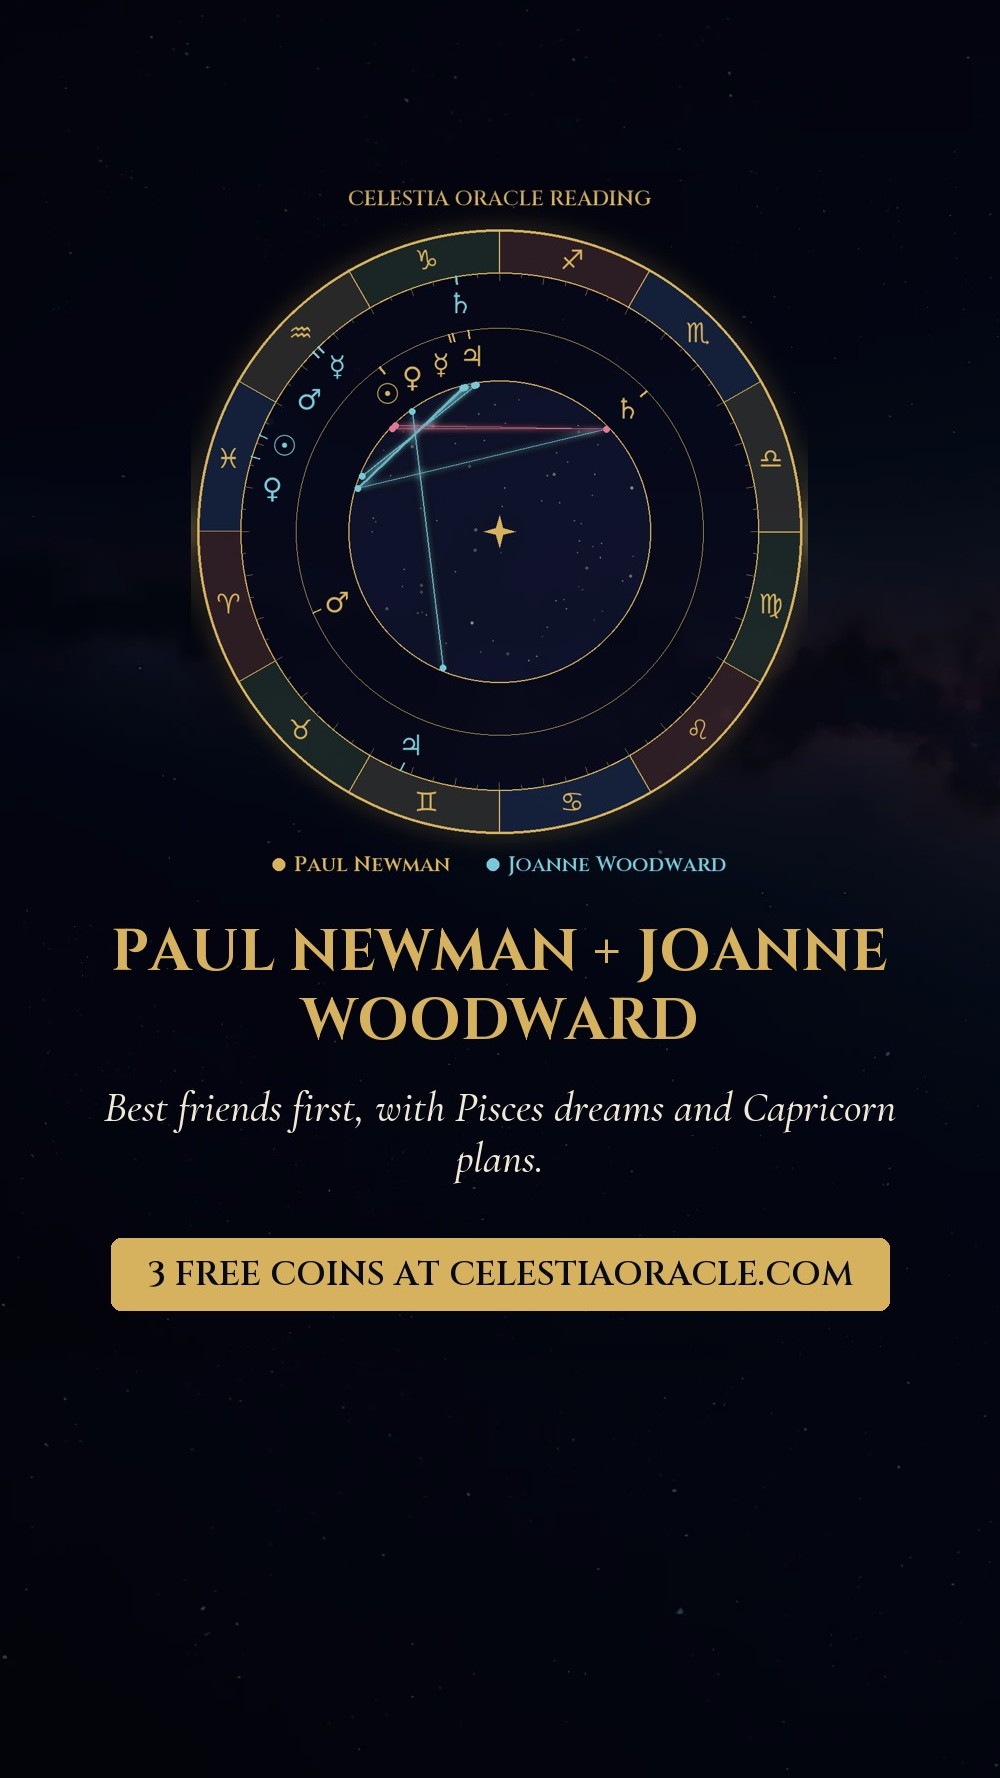 CELESTIA ORACLE READING
♑ ♐
♒ ♏
♓ ♎
♈ ♍
♉ ♌
♊ ♋
♄
☿ ♂ ☉ ♀
☉ ♀ ☿ ♃ ♄
♂
♃
PAUL NEWMAN JOANNE WOODWARD
PAUL NEWMAN + JOANNE
WOODWARD
Best friends first, with Pisces dreams and Capricorn
plans.
3 FREE COINS AT CELESTIAORACLE.COM